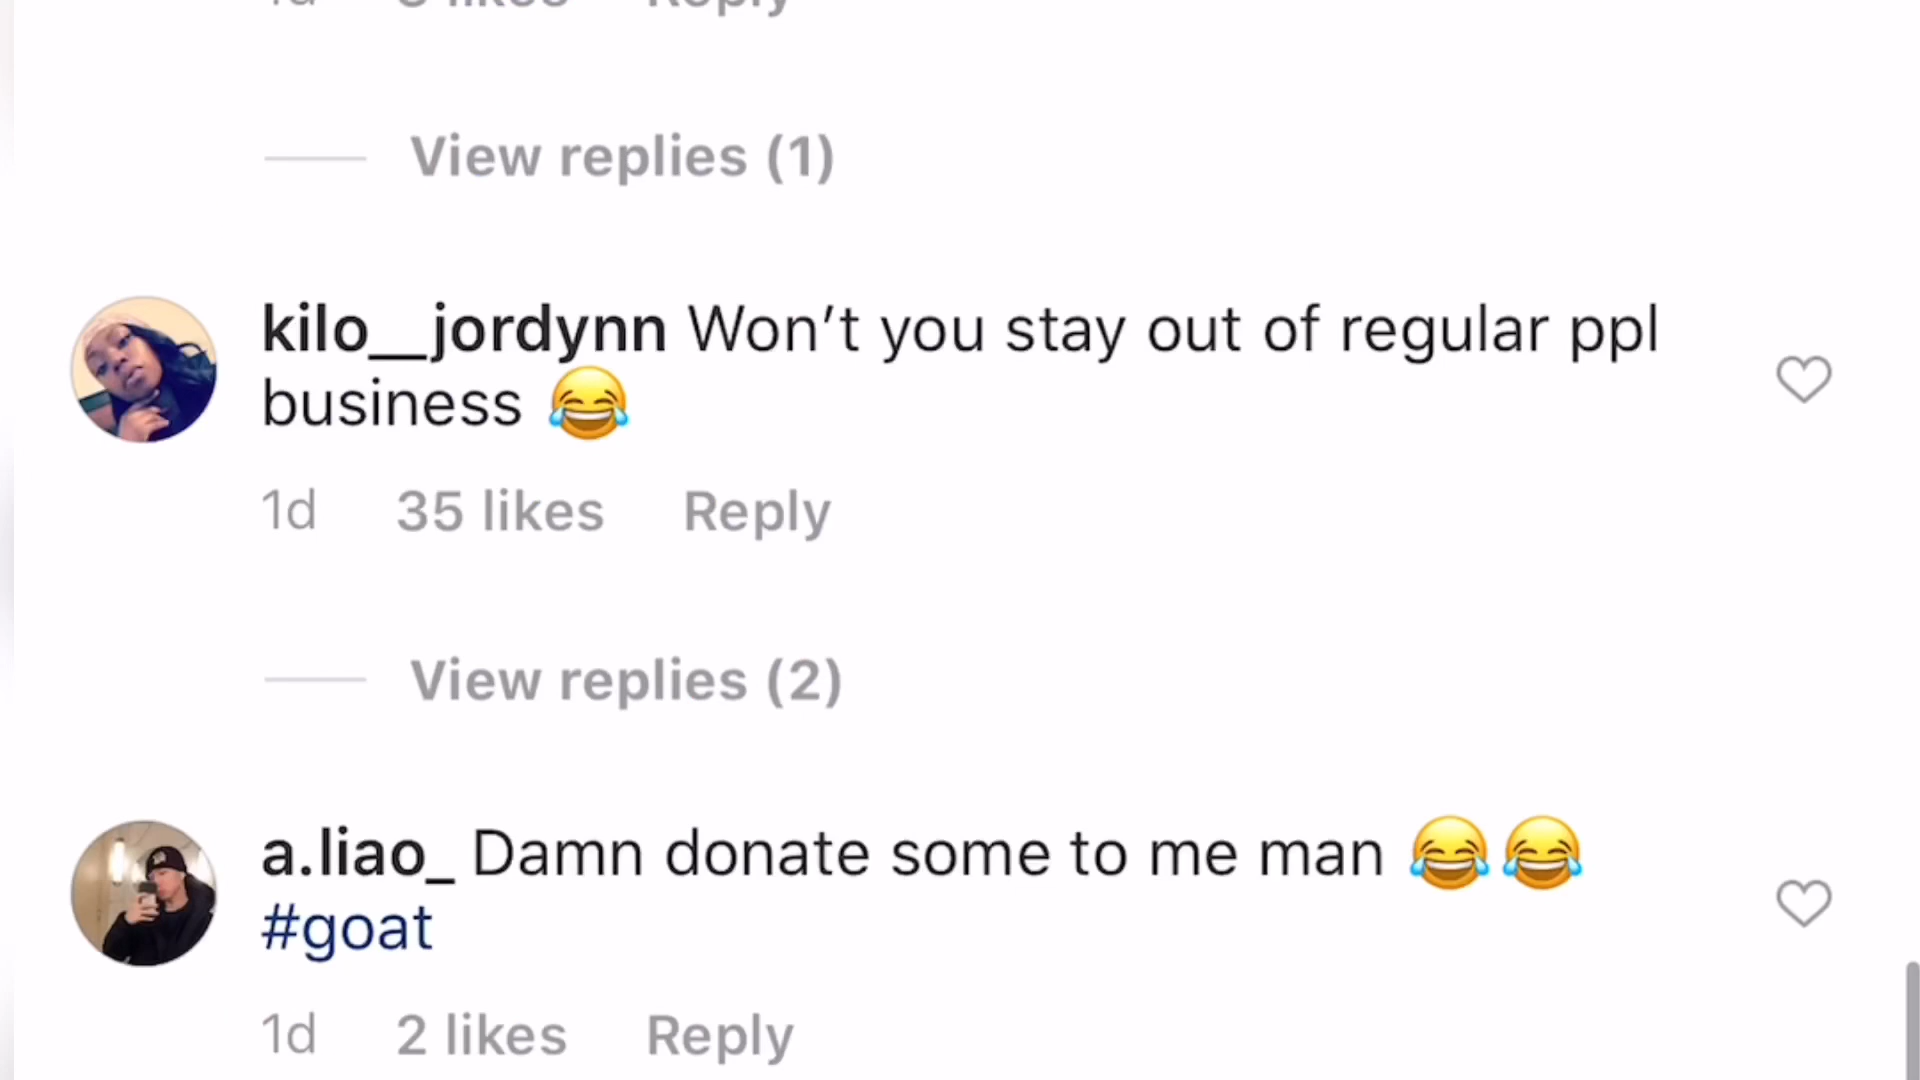 View replies (1)
kilo__jordynn Won’t you stay out of regular ppl
business 😂
1d 35 likes Reply
View replies (2)
a.liao_ Damn donate some to me man 😂😂
#goat
1d 2 likes Reply